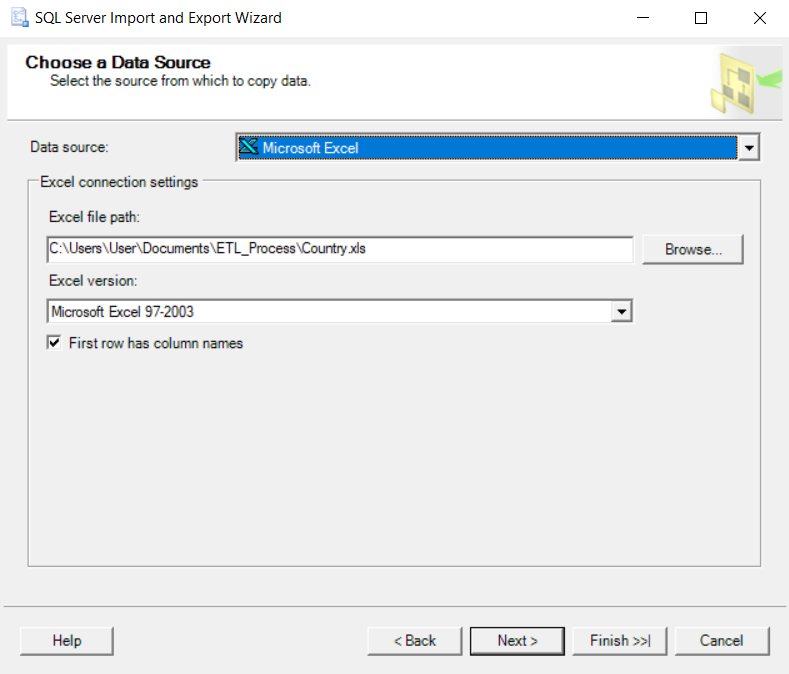 SQL Server Import and Export Wizard
Choose a Data Source
Select the source from which to copy data.
Data source: Microsoft Excel
Excel connection settings
Excel file path:
C:\Users\User\Documents\ETL_Process\Country.xls Browse...
Excel version:
Microsoft Excel 97-2003
First row has column names
Help < Back Next > Finish >>| Cancel